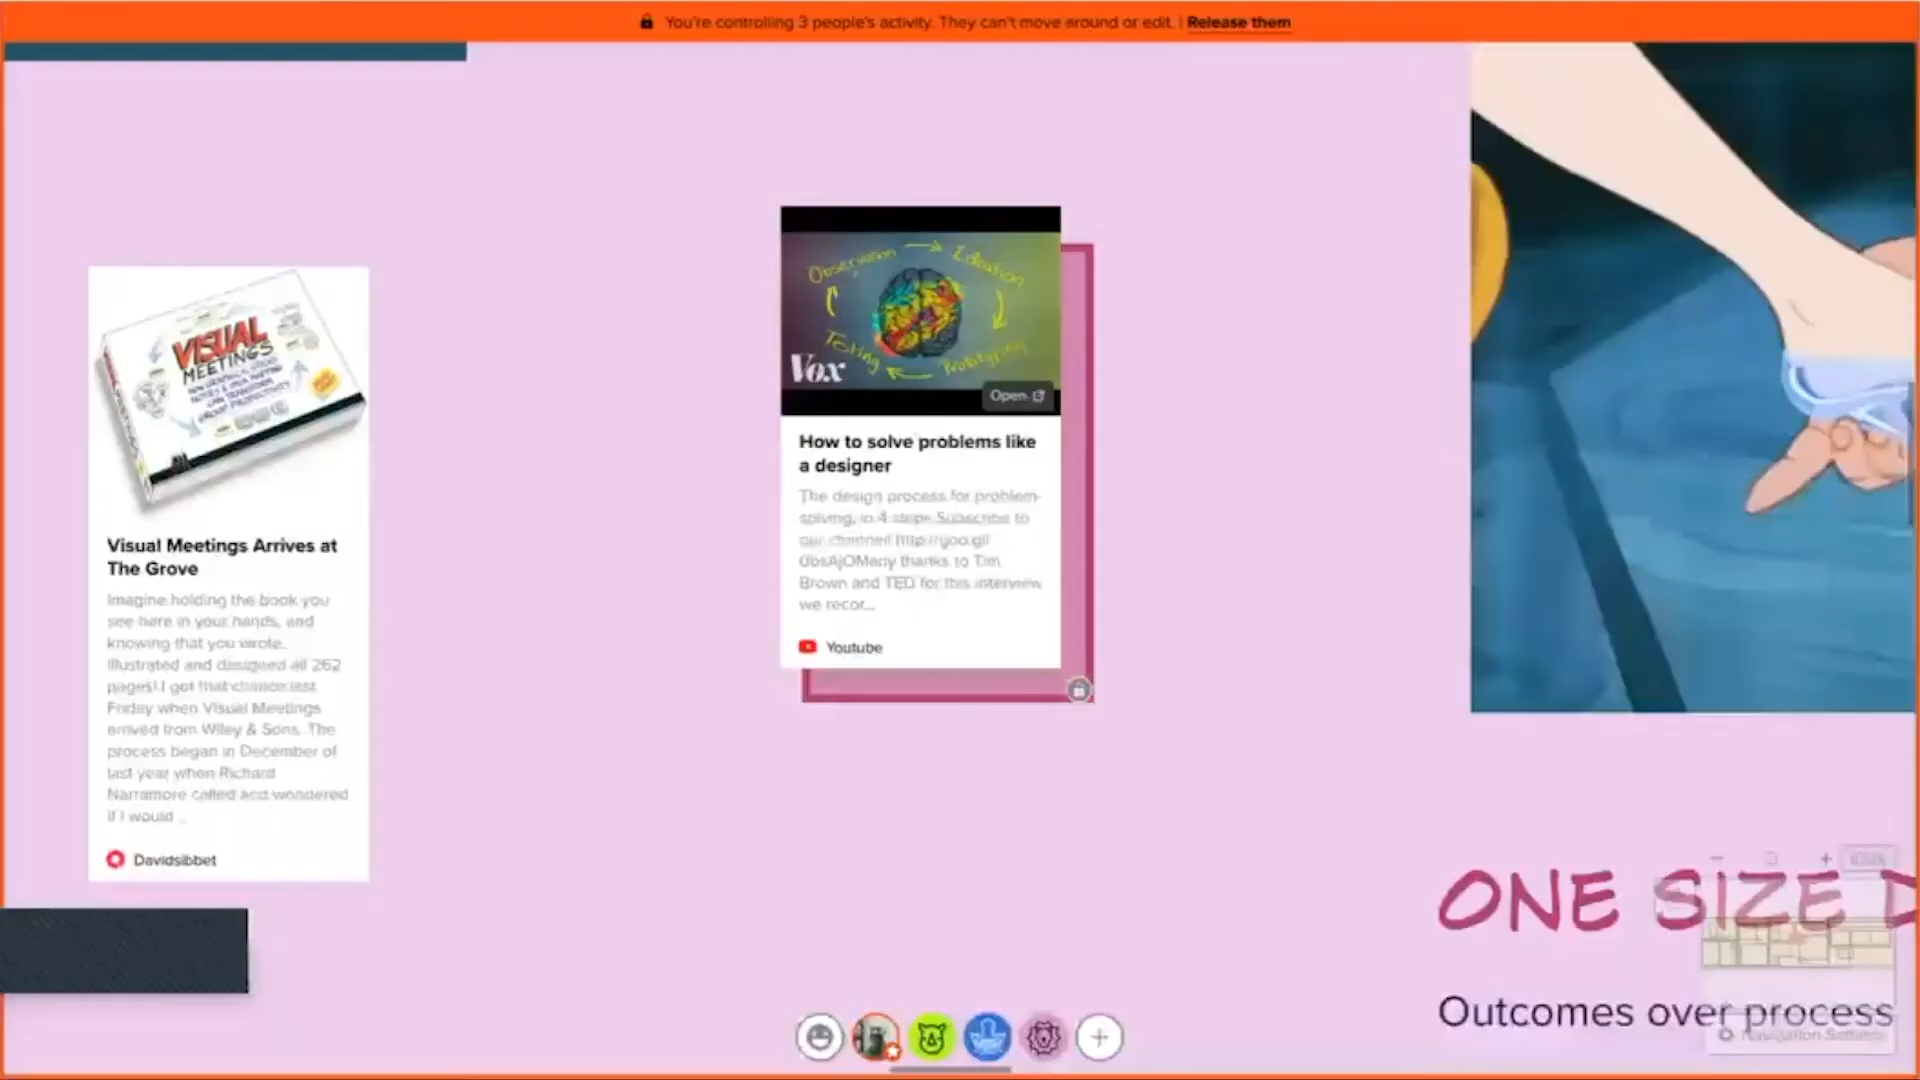 You're controlling 3 people's activity. They can't move around or edit. | Release them
Observation
Ideation
Testing
Prototyping
Vox
Open
How to solve problems like
a designer
The design process for problem-
solving, in 4 steps Subscribe to
our channel! http://goo.gl/
0bsAjOMany thanks to Tim
Brown and TED for this interview
we recor...
Youtube
VISUAL
MEETINGS
Visual Meetings Arrives at
The Grove
Imagine holding the book you
see here in your hands, and
knowing that you wrote,
illustrated and designed all 262
pages! I got that chance last
Friday when Visual Meetings
arrived from Wiley & Sons. The
process began in December of
last year when Richard
Narramore called and wondered
if I would ..
Davidsibbet
ONE SIZE D
Outcomes over process
Navigation Settings